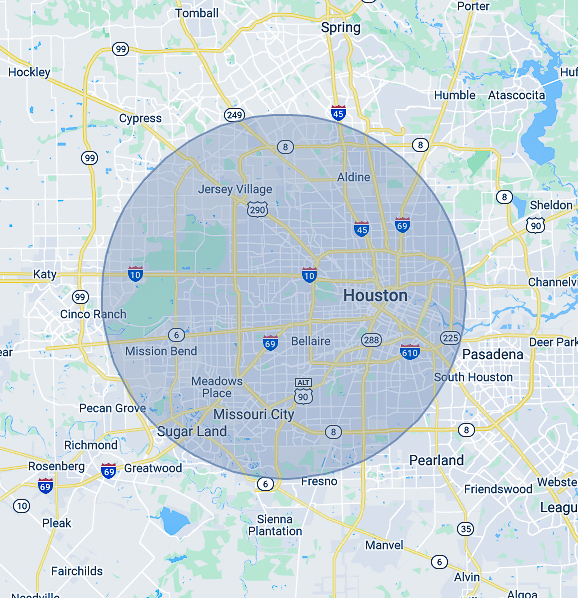 Tomball
Porter
Spring
99
Hockley
Humble
Atascocita
Huf
249
45
Cypress
8
8
99
Aldine
Jersey Village
8
Sheldon
290
69
90
45
Katy
10
10
Channelv
99
Houston
Cinco Ranch
6
69
Bellaire
288
225
Deer Park
ear
Mission Bend
610
Pasadena
Meadows
Place
South Houston
ALT
90
Pecan Grove
Missouri City
Sugar Land
8
8
Richmond
Rosenberg
69
Greatwood
Pearland
69
6
Fresno
Friendswood
Webste
10
Pleak
Sienna
Plantation
Leagu
35
Manvel
6
Fairchilds
Alvin
Needville
Algoa